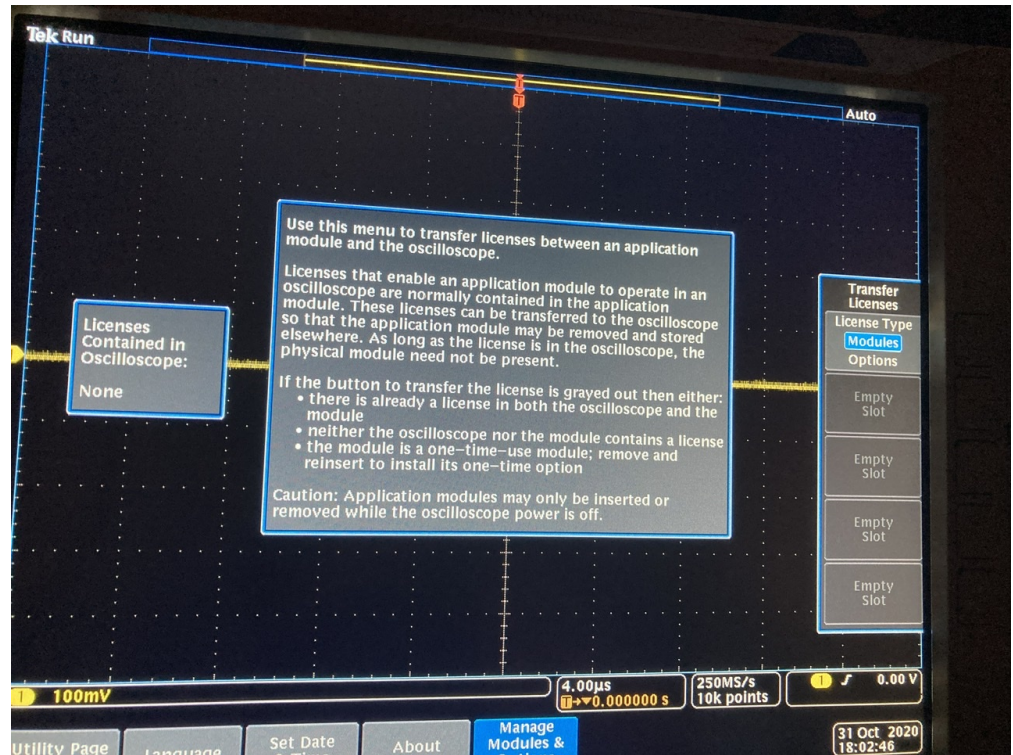 Tek Run
Auto
Use this menu to transfer licenses between an application
module and the oscilloscope.
Licenses that enable an application module to operate in an
oscilloscope are normally contained in the application
module. These licenses can be transferred to the oscilloscope
so that the application module may be removed and stored
elsewhere. As long as the license is in the oscilloscope, the
physical module need not be present.
If the button to transfer the license is grayed out then either:
• there is already a license in both the oscilloscope and the
module
• neither the oscilloscope nor the module contains a license
• the module is a one-time-use module; remove and
reinsert to install its one-time option
Caution: Application modules may only be inserted or
removed while the oscilloscope power is off.
Licenses
Contained in
Oscilloscope:
None
Transfer
Licenses
License Type
Modules
Options
Empty
Slot
Empty
Slot
Empty
Slot
Empty
Slot
1 100mV
4.00µs
T→▼0.000000 s
250MS/s
10k points
1 0.00 V
Utility Page
Language
Set Date
About
Manage
Modules &
31 Oct 2020
18:02:46